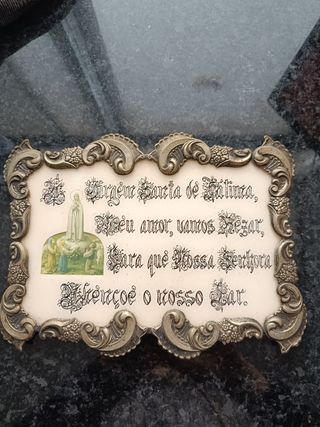 À Virgem Santa de Fátima,
Meu amor, vamos Rezar,
Para que Nossa Senhora
Abençoe o nosso Lar.